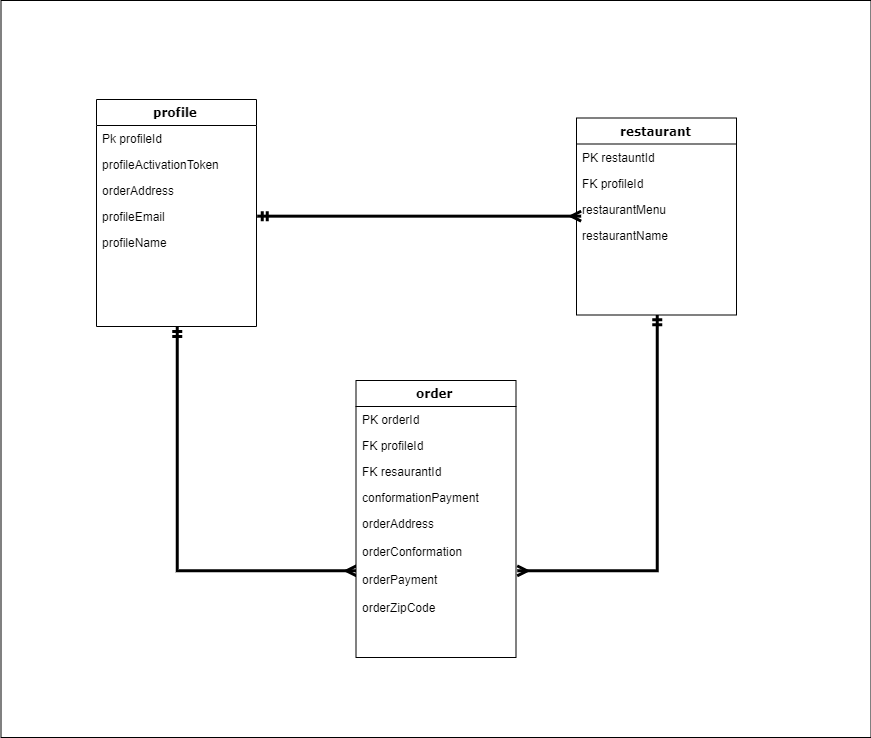 profile
Pk profileId
profileActivationToken
orderAddress
profileEmail
profileName
restaurant
PK restauntId
FK profileId
restaurantMenu
restaurantName
order
PK orderId
FK profileId
FK resaurantId
conformationPayment
orderAddress
orderConformation
orderPayment
orderZipCode